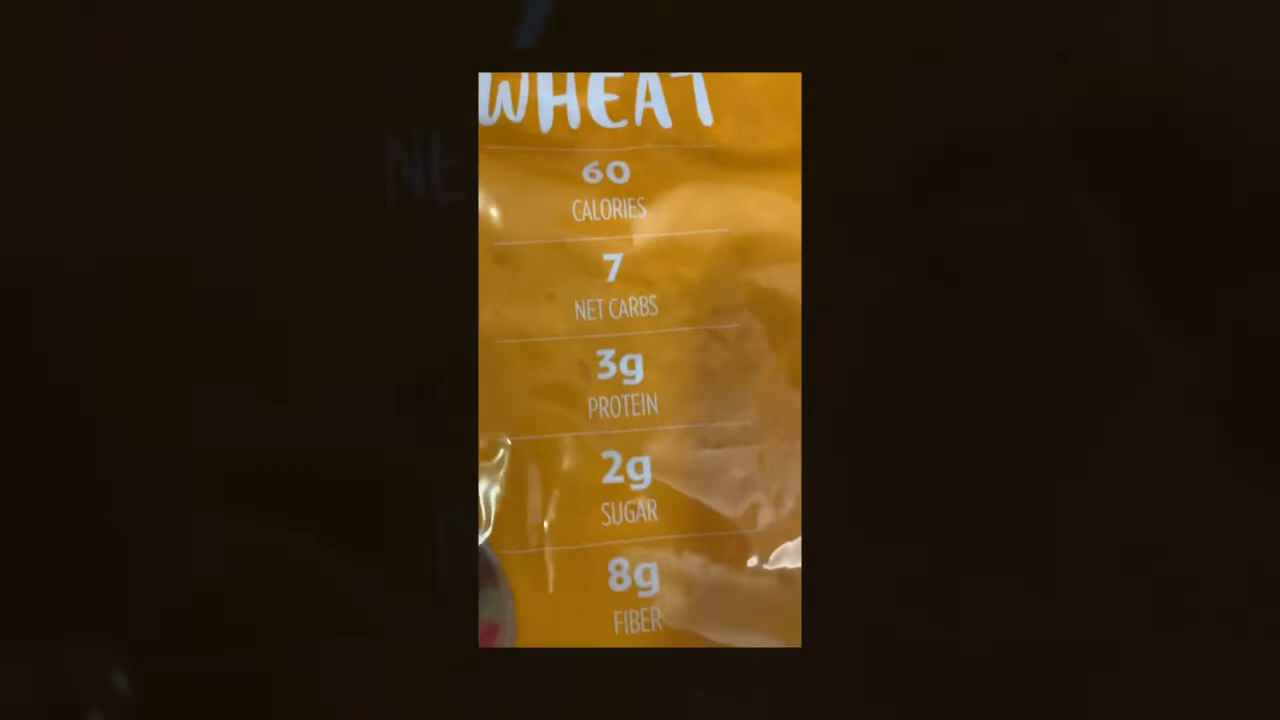 WHEAT
60
CALORIES
7
NET CARBS
3g
PROTEIN
2g
SUGAR
8g
FIBER